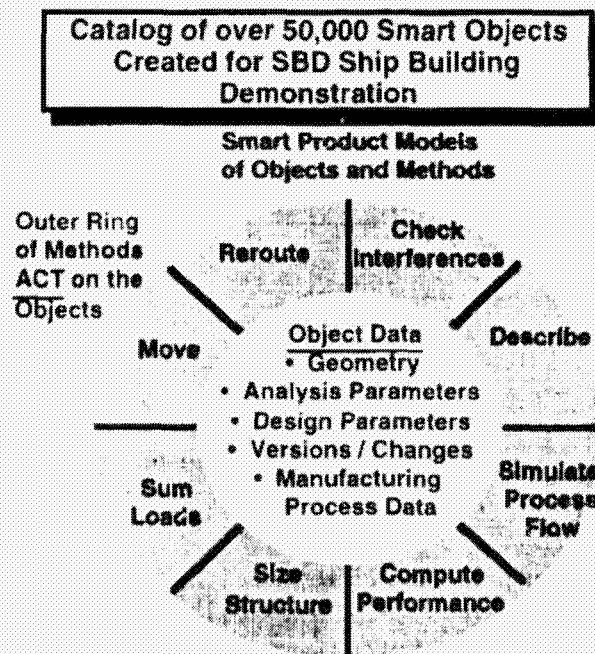 Catalog of over 50,000 Smart Objects
Created for SBD Ship Building
Demonstration
Smart Product Models
of Objects and Methods
Outer Ring
of Methods
ACT on the
Objects
Reroute
Check
Interferences
Move
Describe
Object Data
• Geometry
• Analysis Parameters
• Design Parameters
• Versions / Changes
• Manufacturing
Process Data
Sum
Loads
Simulate
Process
Flow
Size
Structure
Compute
Performance